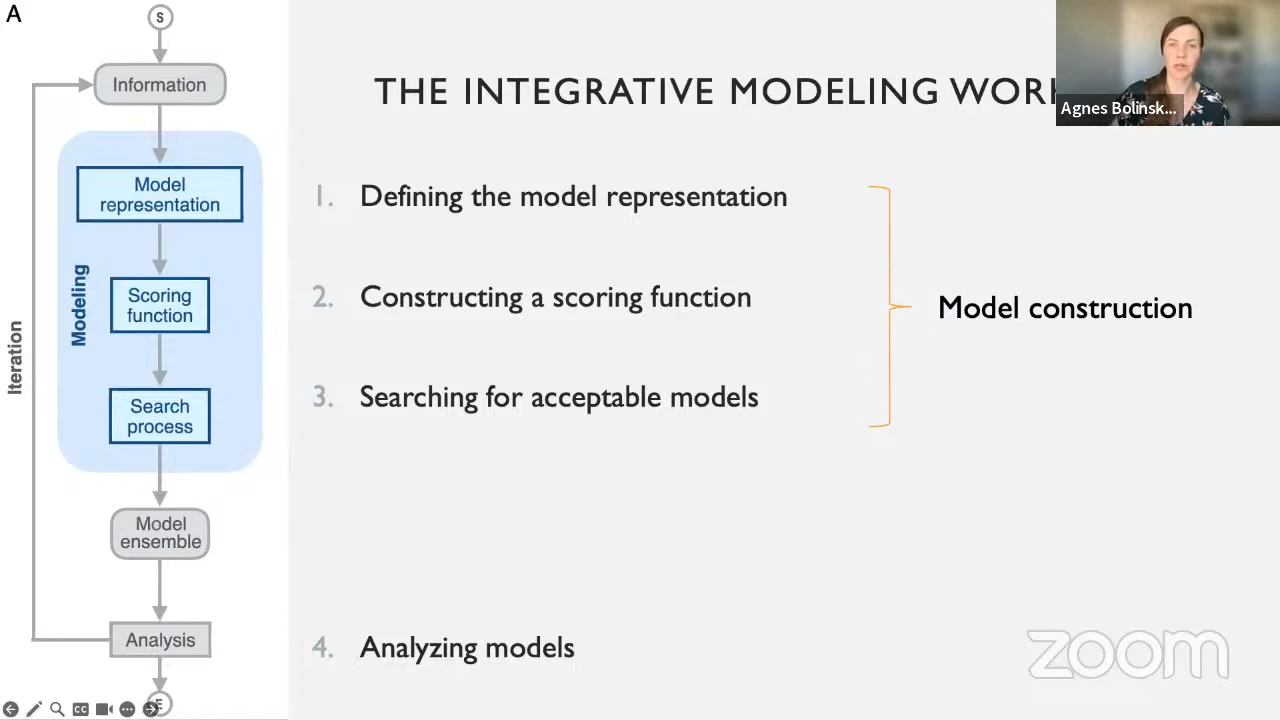 A
S
Information
Model
representation
Modeling
Scoring
function
Search
process
Iteration
Model
ensemble
Analysis
E
CC
THE INTEGRATIVE MODELING WORK
1. Defining the model representation
2. Constructing a scoring function
3. Searching for acceptable models
Model construction
4. Analyzing models
Agnes Bolinsk...
zoom